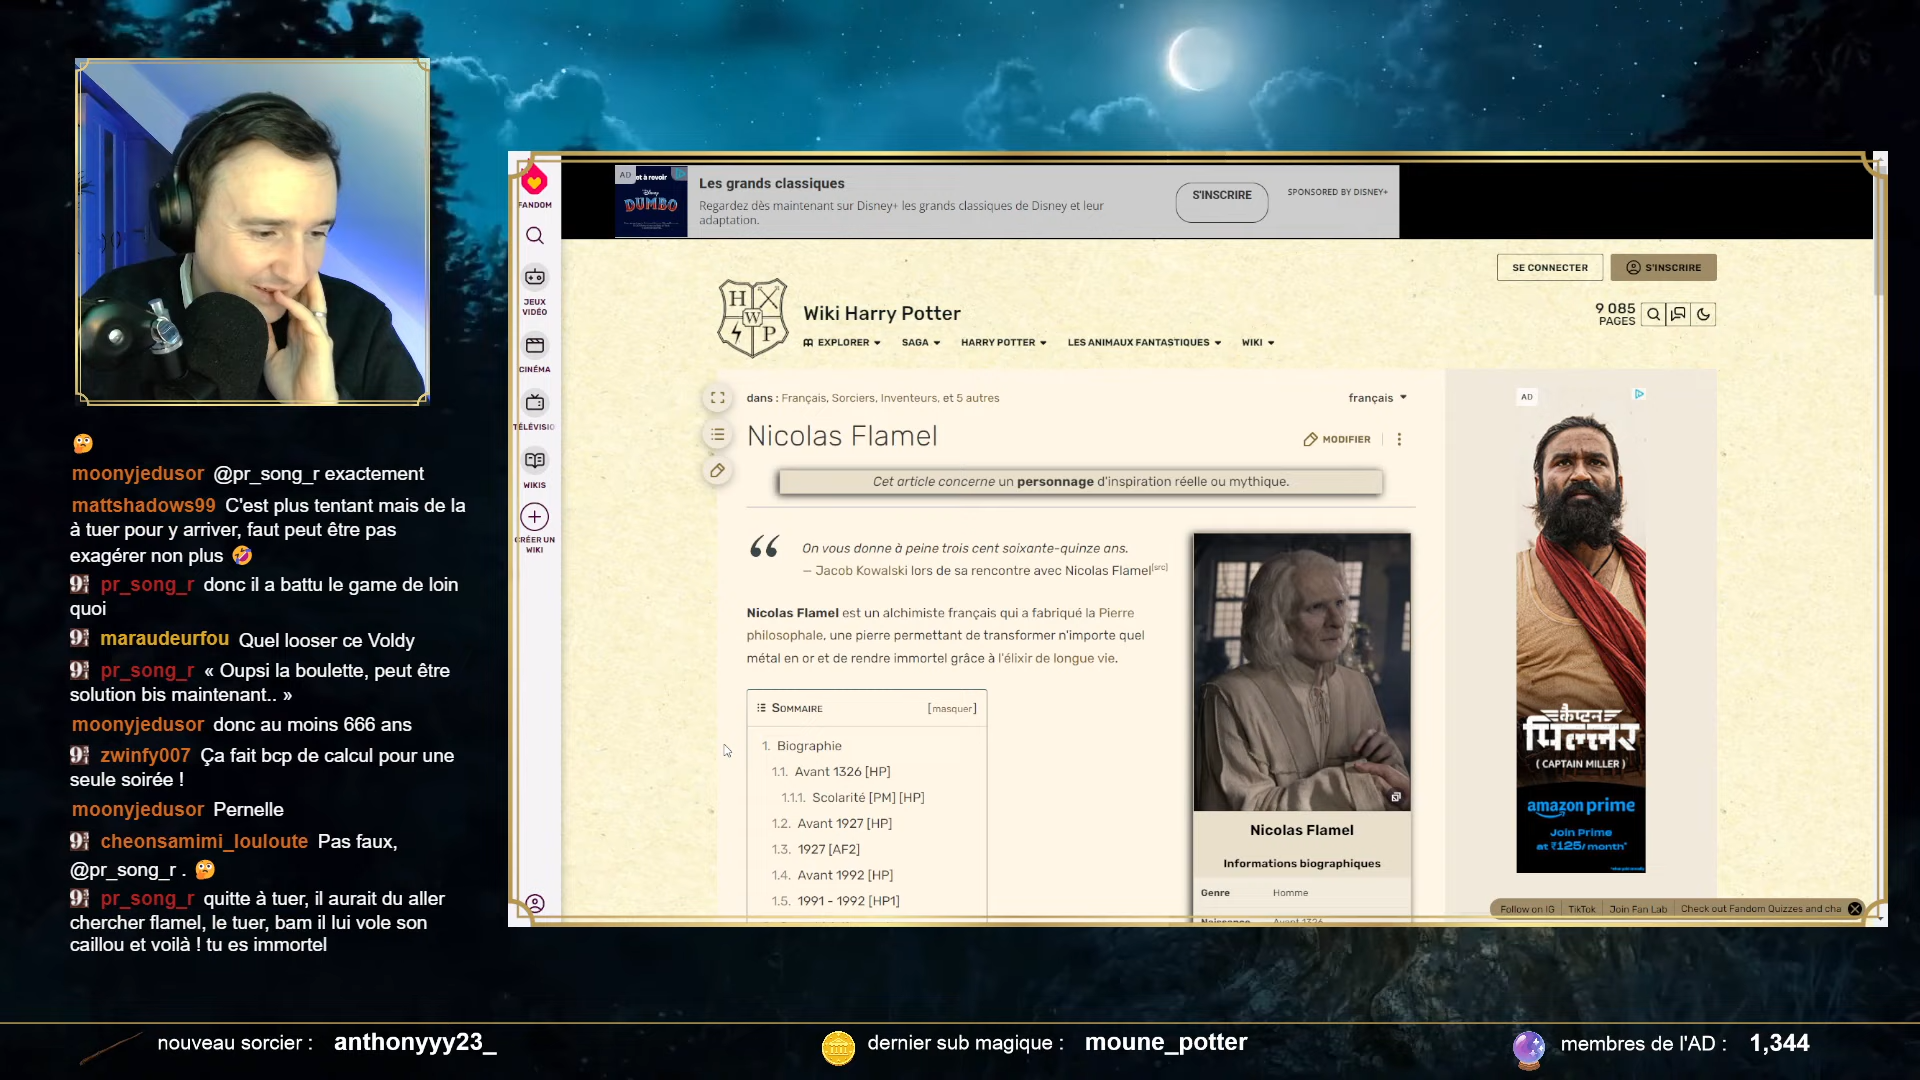 moonyjedusor @pr_song_r exactement
mattshadows99 C'est plus tentant mais de la
à tuer pour y arriver, faut peut être pas
exagérer non plus 🤣
pr_song_r donc il a battu le game de loin
quoi
maraudeurfou Quel looser ce Voldy
pr_song_r « Oupsi la boulette, peut être
solution bis maintenant.. »
moonyjedusor donc au moins 666 ans
zwinfy007 Ça fait bcp de calcul pour une
seule soirée !
moonyjedusor Pernelle
cheonsamimi_louloute Pas faux,
@pr_song_r . 🤔
pr_song_r quitte à tuer, il aurait du aller
chercher flamel, le tuer, bam il lui vole son
caillou et voilà ! tu es immortel
FANDOM
JEUX
VIDÉO
CINÉMA
TÉLÉVISIO
WIKIS
CRÉER UN
WIKI
AD
et à revoir
Disney
DUMBO
Les grands classiques
Regardez dès maintenant sur Disney+ les grands classiques de Disney et leur
adaptation.
S'INSCRIRE
SPONSORED BY DISNEY+
SE CONNECTER
S'INSCRIRE
H
W
P
Wiki Harry Potter
9 085
PAGES
EXPLORER
SAGA
HARRY POTTER
LES ANIMAUX FANTASTIQUES
WIKI
dans : Français, Sorciers, Inventeurs, et 5 autres
français
Nicolas Flamel
MODIFIER
Cet article concerne un personnage d'inspiration réelle ou mythique.
“ On vous donne à peine trois cent soixante-quinze ans.
— Jacob Kowalski lors de sa rencontre avec Nicolas Flamel[src]
Nicolas Flamel est un alchimiste français qui a fabriqué la Pierre
philosophale, une pierre permettant de transformer n'importe quel
métal en or et de rendre immortel grâce à l'élixir de longue vie.
SOMMAIRE [masquer]
1. Biographie
1.1. Avant 1326 [HP]
1.1.1. Scolarité [PM] [HP]
1.2. Avant 1927 [HP]
1.3. 1927 [AF2]
1.4. Avant 1992 [HP]
1.5. 1991 - 1992 [HP1]
Nicolas Flamel
Informations biographiques
Genre Homme
Naissance Avant 1326
AD
कैप्टन
मिल्लर
( CAPTAIN MILLER )
amazon prime
Join Prime
at ₹125/month*
Follow on IG
TikTok
Join Fan Lab
Check out Fandom Quizzes and cha
nouveau sorcier : anthonyyy23_
dernier sub magique : moune_potter
membres de l'AD : 1,344